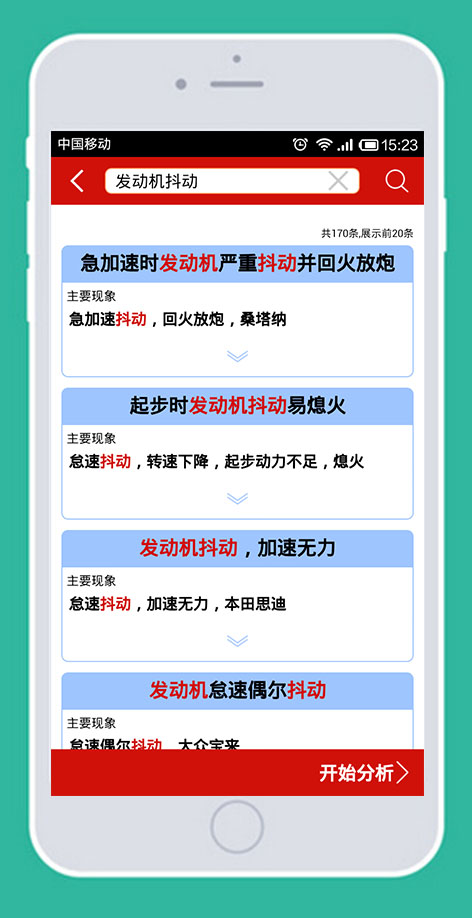 中国移动 15:23
发动机抖动
共170条,展示前20条
急加速时发动机严重抖动并回火放炮
主要现象
急加速抖动，回火放炮，桑塔纳
起步时发动机抖动易熄火
主要现象
怠速抖动，转速下降，起步动力不足，熄火
发动机抖动，加速无力
主要现象
怠速抖动，加速无力，本田思迪
发动机怠速偶尔抖动
主要现象
怠速偶尔抖动，大众宝来
开始分析